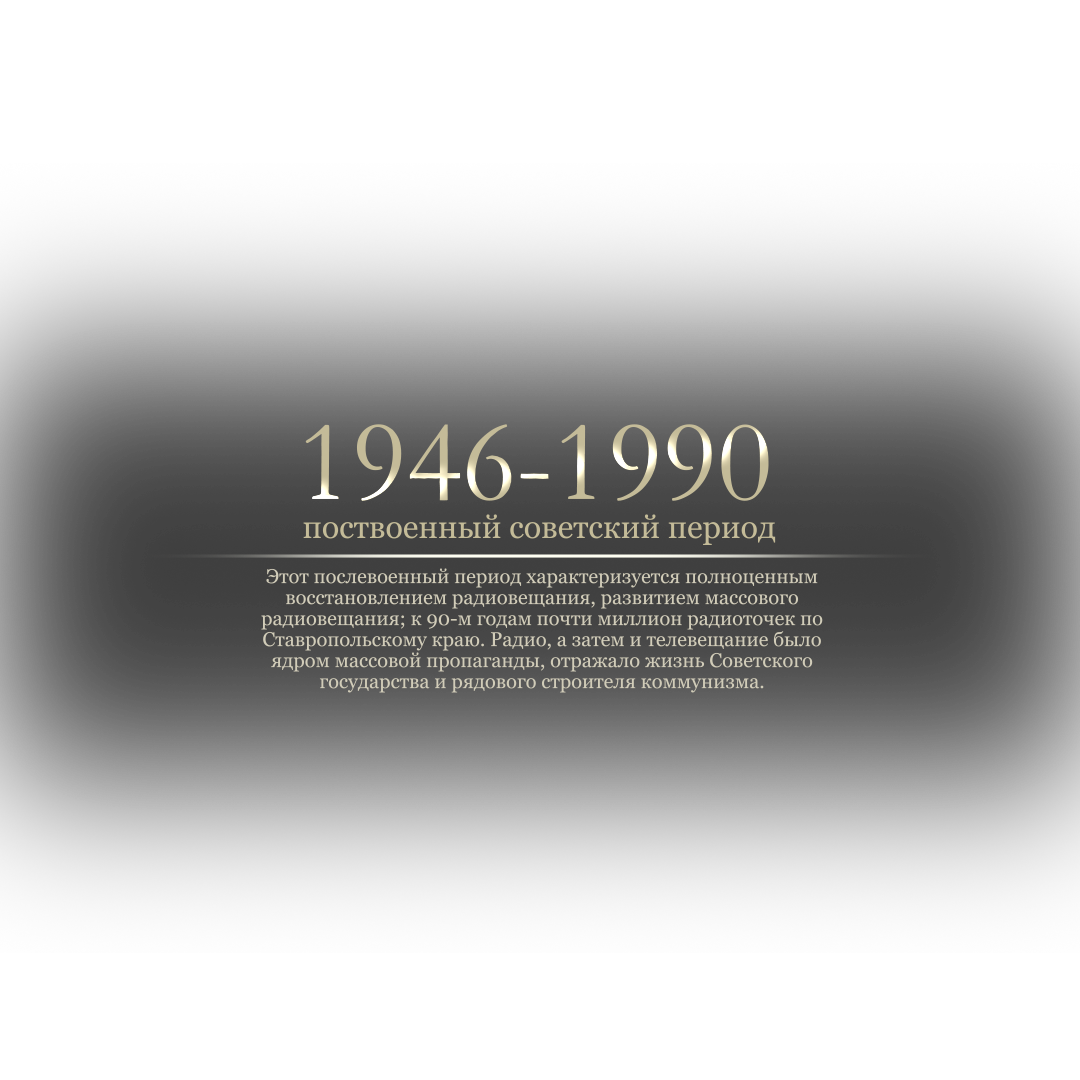 1946-1990
поствоенный советский период
Этот послевоенный период характеризуется полноценным
восстановлением радиовещания, развитием массового
радиовещания; к 90-м годам почти миллион радиоточек по
Ставропольскому краю. Радио, а затем и телевещание было
ядром массовой пропаганды, отражало жизнь Советского
государства и рядового строителя коммунизма.